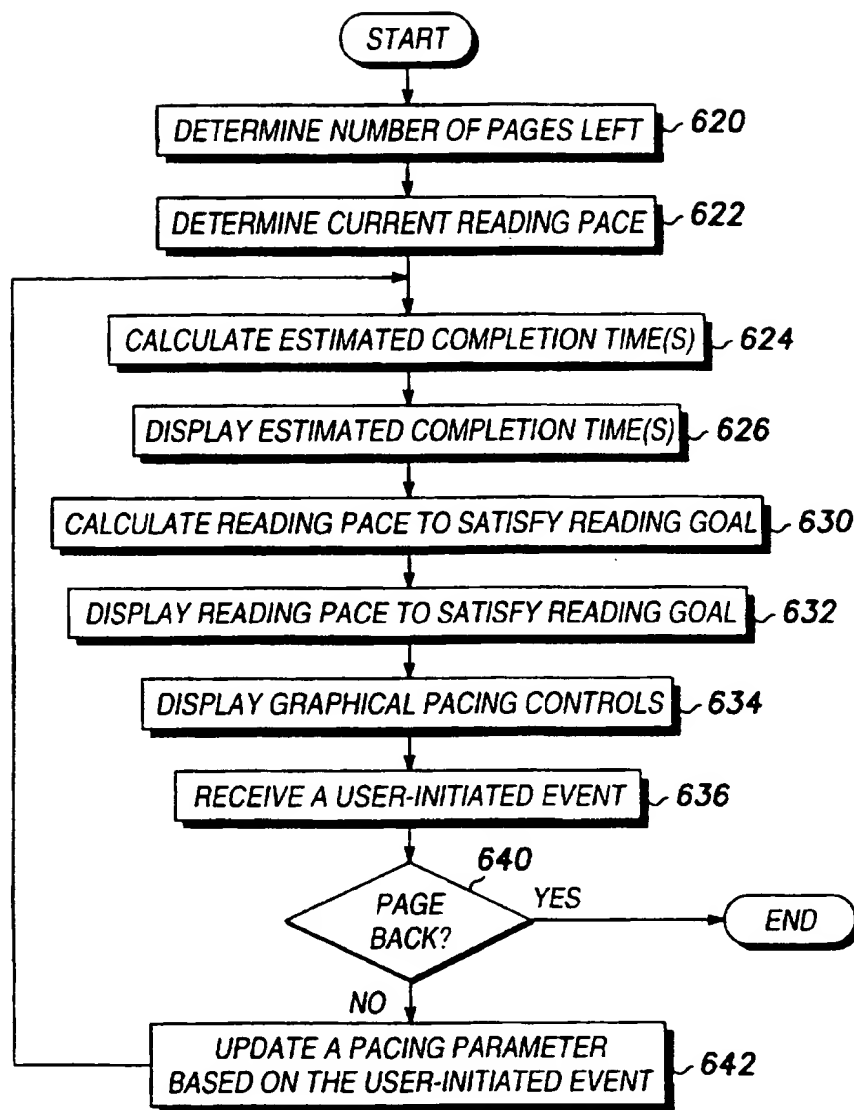 START
DETERMINE NUMBER OF PAGES LEFT 620
DETERMINE CURRENT READING PACE 622
CALCULATE ESTIMATED COMPLETION TIME(S) 624
DISPLAY ESTIMATED COMPLETION TIME(S) 626
CALCULATE READING PACE TO SATISFY READING GOAL 630
DISPLAY READING PACE TO SATISFY READING GOAL 632
DISPLAY GRAPHICAL PACING CONTROLS 634
RECEIVE A USER-INITIATED EVENT 636
640
PAGE
BACK?
YES
END
NO
UPDATE A PACING PARAMETER
BASED ON THE USER-INITIATED EVENT 642